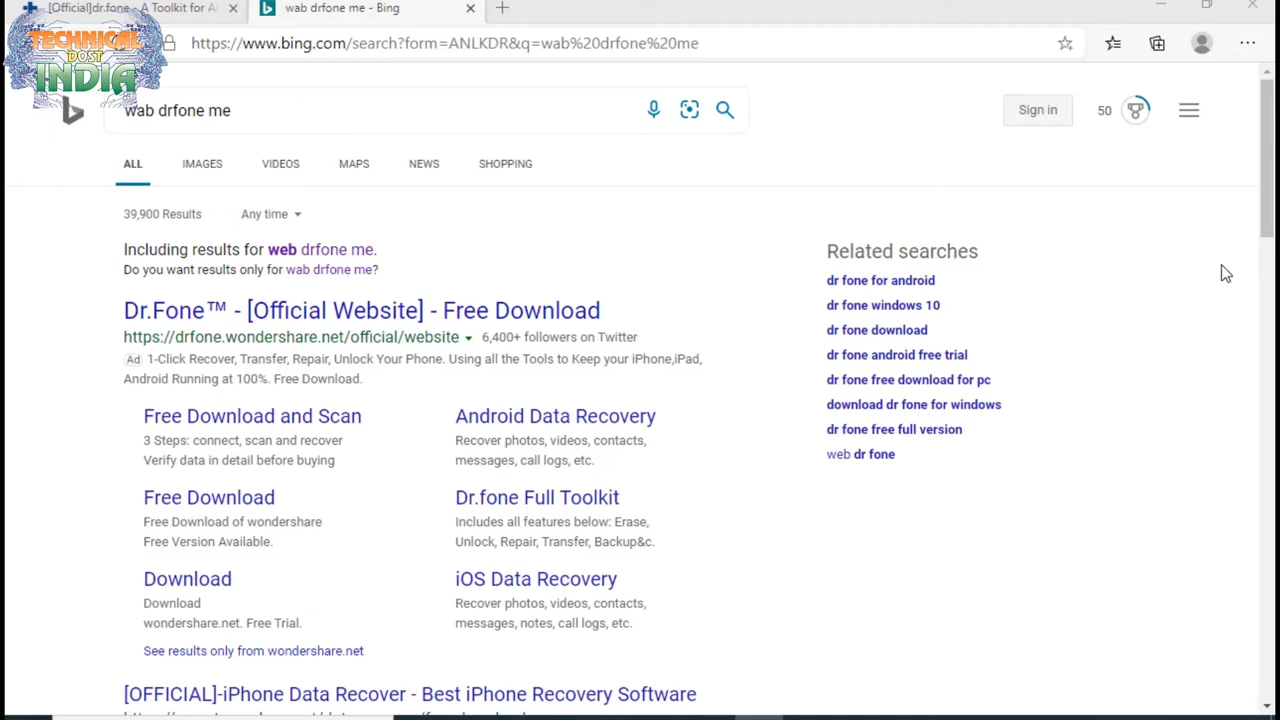 [Official]dr.fone - A Toolkit for A
wab drfone me - Bing
https://www.bing.com/search?form=ANLKDR&q=wab%20drfone%20me
TECHNICAL
DOST
INDIA
wab drfone me
Sign in
50
ALL
IMAGES
VIDEOS
MAPS
NEWS
SHOPPING
39,900 Results
Any time
Including results for web drfone me.
Do you want results only for wab drfone me?
Dr.Fone™ - [Official Website] - Free Download
https://drfone.wondershare.net/official/website
6,400+ followers on Twitter
Ad 1-Click Recover, Transfer, Repair, Unlock Your Phone. Using all the Tools to Keep your iPhone,iPad,
Android Running at 100%. Free Download.
Free Download and Scan
3 Steps: connect, scan and recover
Verify data in detail before buying
Android Data Recovery
Recover photos, videos, contacts,
messages, call logs, etc.
Free Download
Free Download of wondershare
Free Version Available.
Dr.fone Full Toolkit
Includes all features below: Erase,
Unlock, Repair, Transfer, Backup&c.
Download
Download
wondershare.net. Free Trial.
iOS Data Recovery
Recover photos, videos, contacts,
messages, notes, call logs, etc.
See results only from wondershare.net
[OFFICIAL]-iPhone Data Recover - Best iPhone Recovery Software
Related searches
dr fone for android
dr fone windows 10
dr fone download
dr fone android free trial
dr fone free download for pc
download dr fone for windows
dr fone free full version
web dr fone